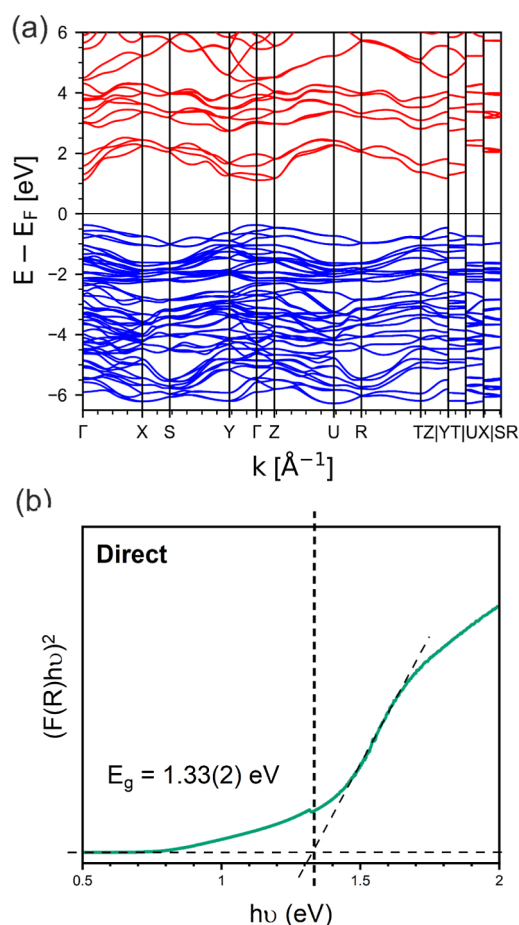 (a)
6
4
2
0
−2
−4
−6
E − E_F [eV]
Γ X S Y Γ Z U R TZ|YT|UX|SR
k [Å⁻¹]
(b)
Direct
(F(R)hυ)²
E_g = 1.33(2) eV
0.5 1 1.5 2
hυ (eV)